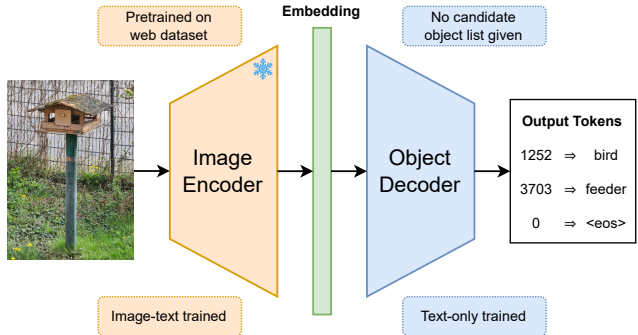 Pretrained on
web dataset
Embedding
No candidate
object list given
Image
Encoder
Object
Decoder
Output Tokens
1252 ⇒ bird
3703 ⇒ feeder
0 ⇒ <eos>
Image-text trained
Text-only trained